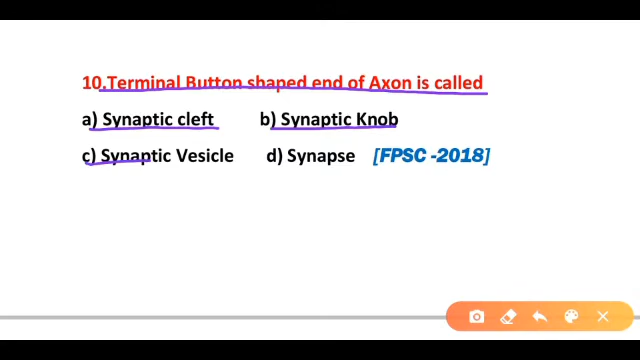 10.Terminal Button shaped end of Axon is called
a) Synaptic cleft b) Synaptic Knob
c) Synaptic Vesicle d) Synapse [FPSC -2018]